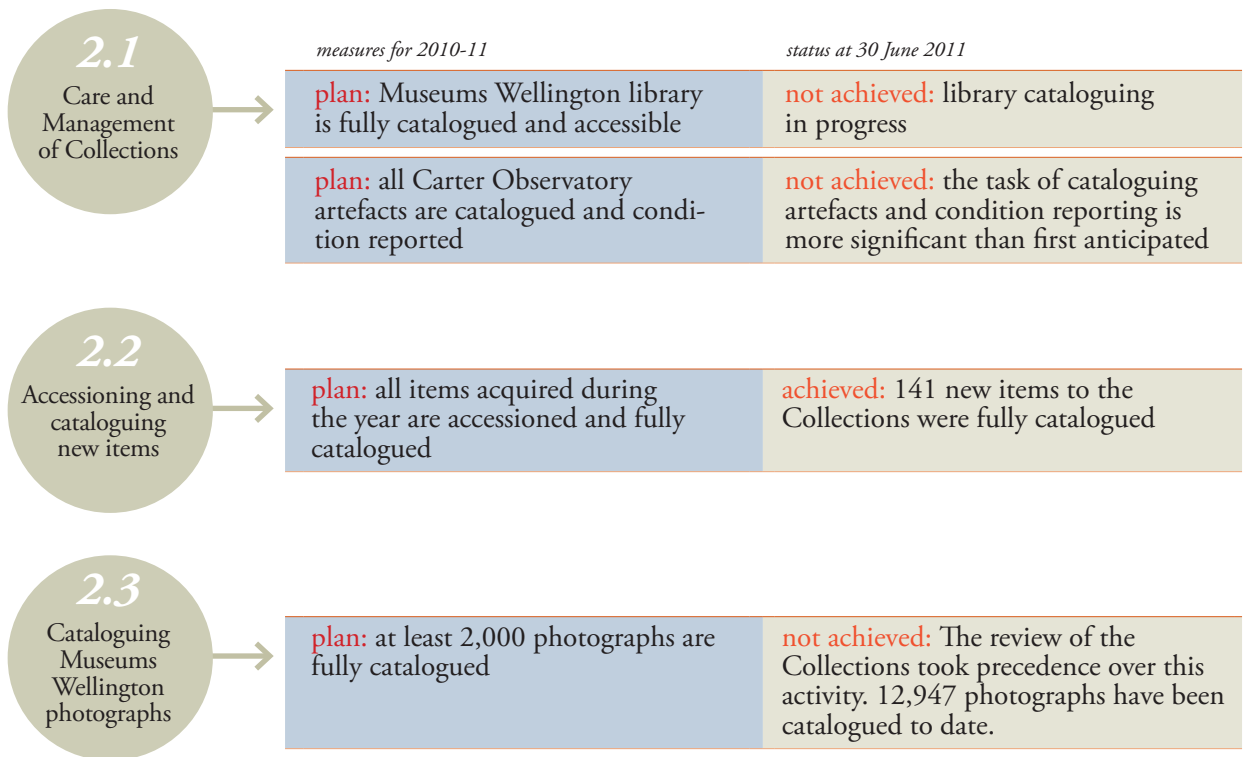 2.1
Care and
Management
of Collections
measures for 2010-11
status at 30 June 2011
plan: Museums Wellington library
is fully catalogued and accessible
not achieved: library cataloguing
in progress
plan: all Carter Observatory
artefacts are catalogued and condi-
tion reported
not achieved: the task of cataloguing
artefacts and condition reporting is
more significant than first anticipated
2.2
Accessioning and
cataloguing
new items
plan: all items acquired during
the year are accessioned and fully
catalogued
achieved: 141 new items to the
Collections were fully catalogued
2.3
Cataloguing
Museums
Wellington
photographs
plan: at least 2,000 photographs are
fully catalogued
not achieved: The review of the
Collections took precedence over this
activity. 12,947 photographs have been
catalogued to date.